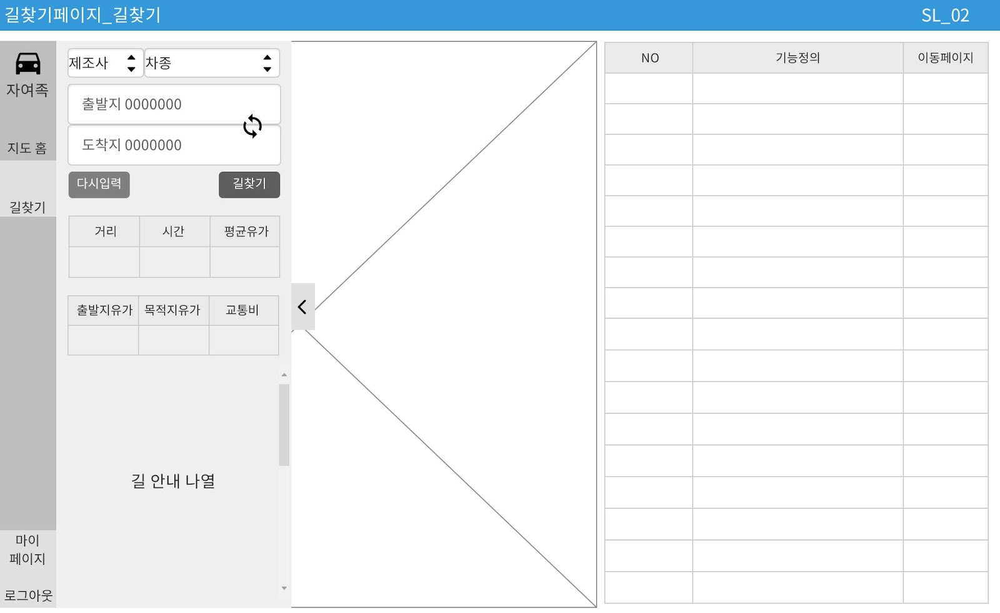 길찾기페이지_길찾기
SL_02
자여족
지도 홈
길찾기
마이
페이지
로그아웃
제조사
차종
출발지 0000000
도착지 0000000
다시입력
길찾기
거리 시간 평균유가
출발지유가 목적지유가 교통비
길 안내 나열
NO 기능정의 이동페이지